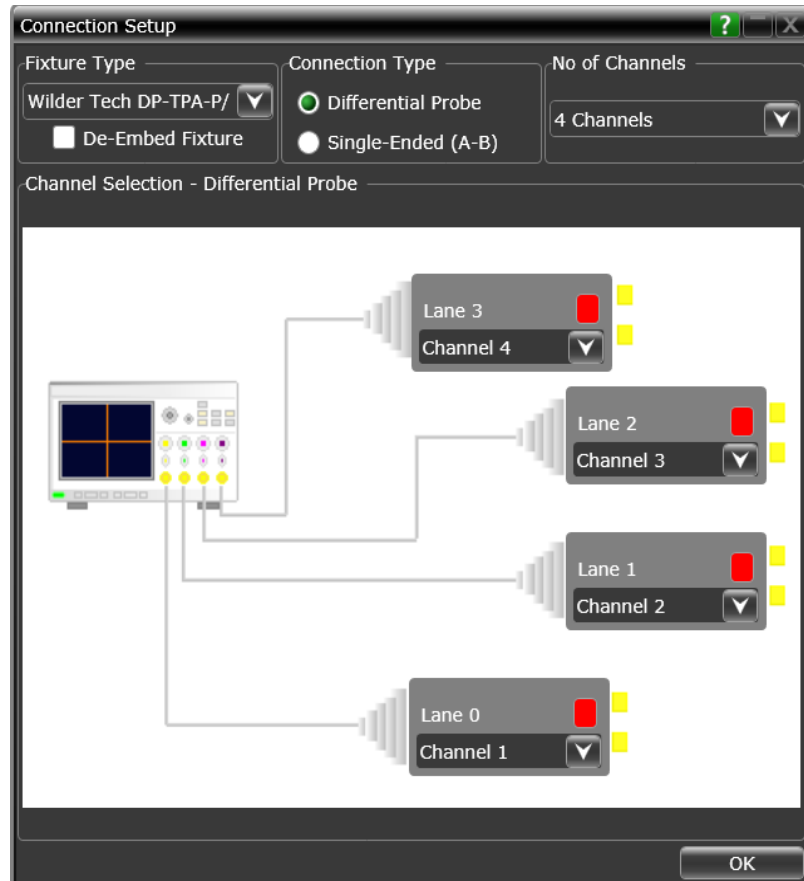 Connection Setup
?
X
Fixture Type
Connection Type
No of Channels
Wilder Tech DP-TPA-P/
Differential Probe
4 Channels
De-Embed Fixture
Single-Ended (A-B)
Channel Selection - Differential Probe
Lane 3
Channel 4
Lane 2
Channel 3
Lane 1
Channel 2
Lane 0
Channel 1
OK